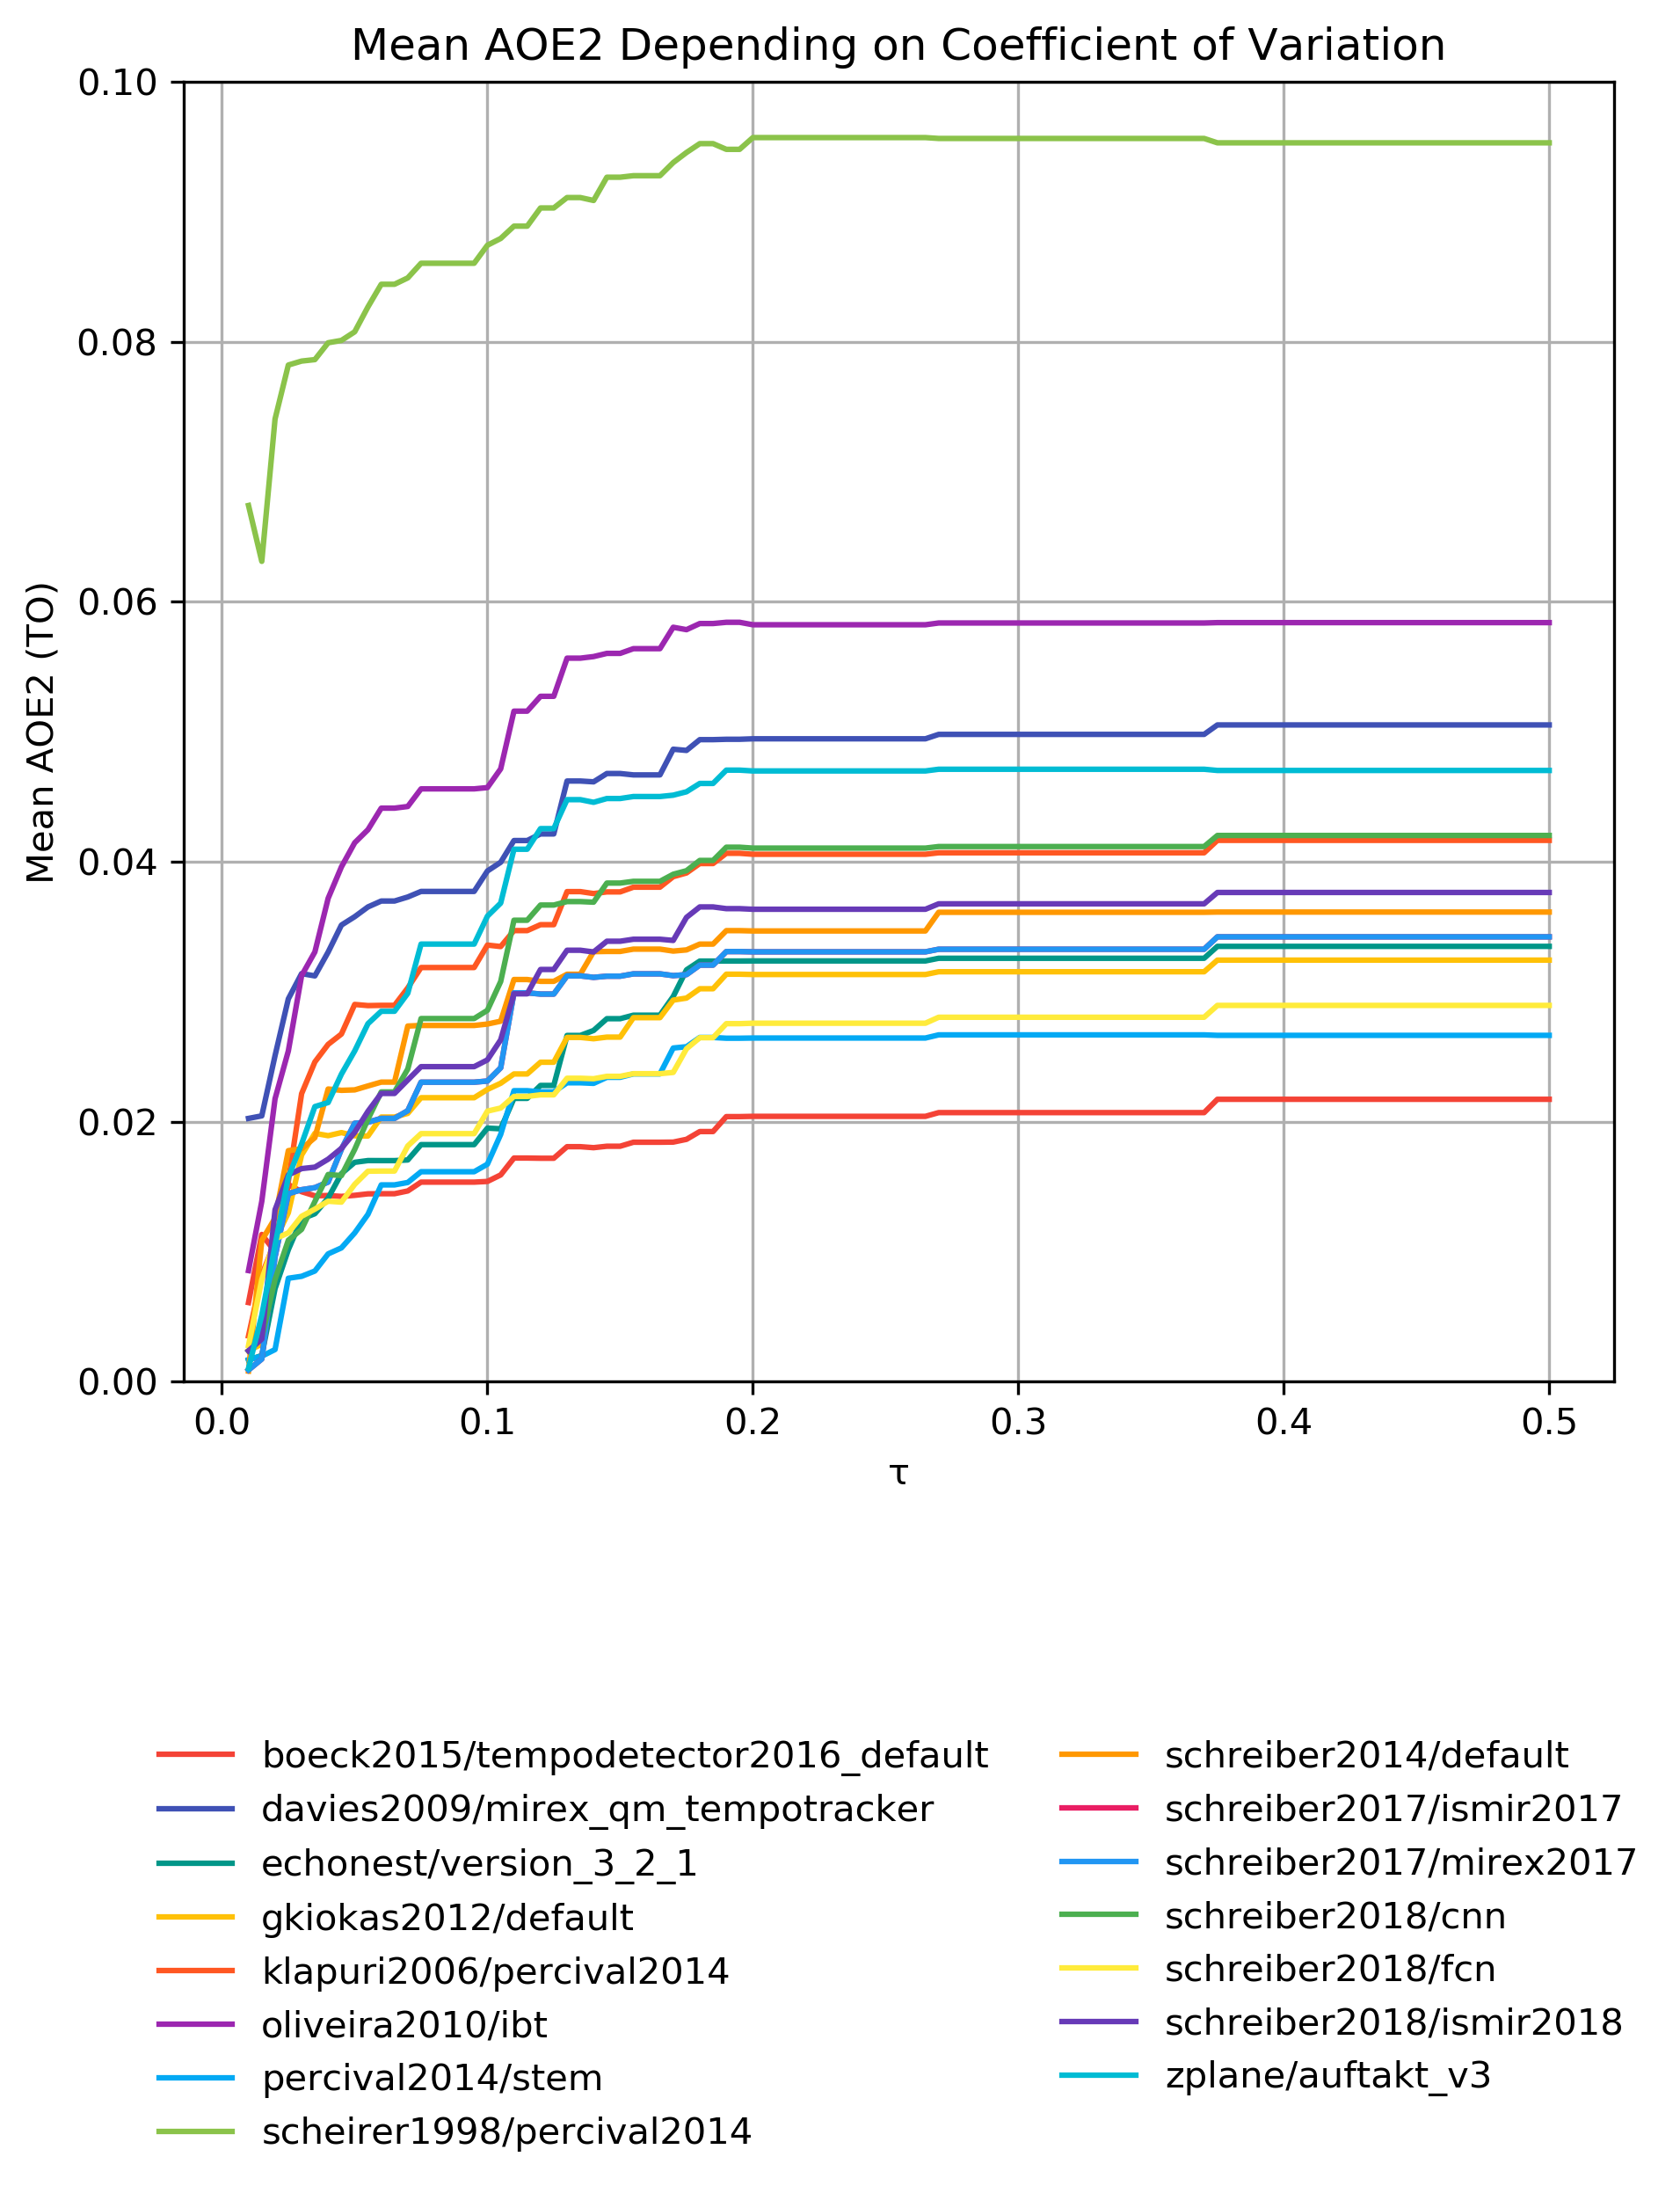 Mean AOE2 Depending on Coefficient of Variation
0.10
0.08
0.06
0.04
0.02
0.00
Mean AOE2 (TO)
0.0 0.1 0.2 0.3 0.4 0.5
τ
boeck2015/tempodetector2016_default
davies2009/mirex_qm_tempotracker
echonest/version_3_2_1
gkiokas2012/default
klapuri2006/percival2014
oliveira2010/ibt
percival2014/stem
scheirer1998/percival2014
schreiber2014/default
schreiber2017/ismir2017
schreiber2017/mirex2017
schreiber2018/cnn
schreiber2018/fcn
schreiber2018/ismir2018
zplane/auftakt_v3